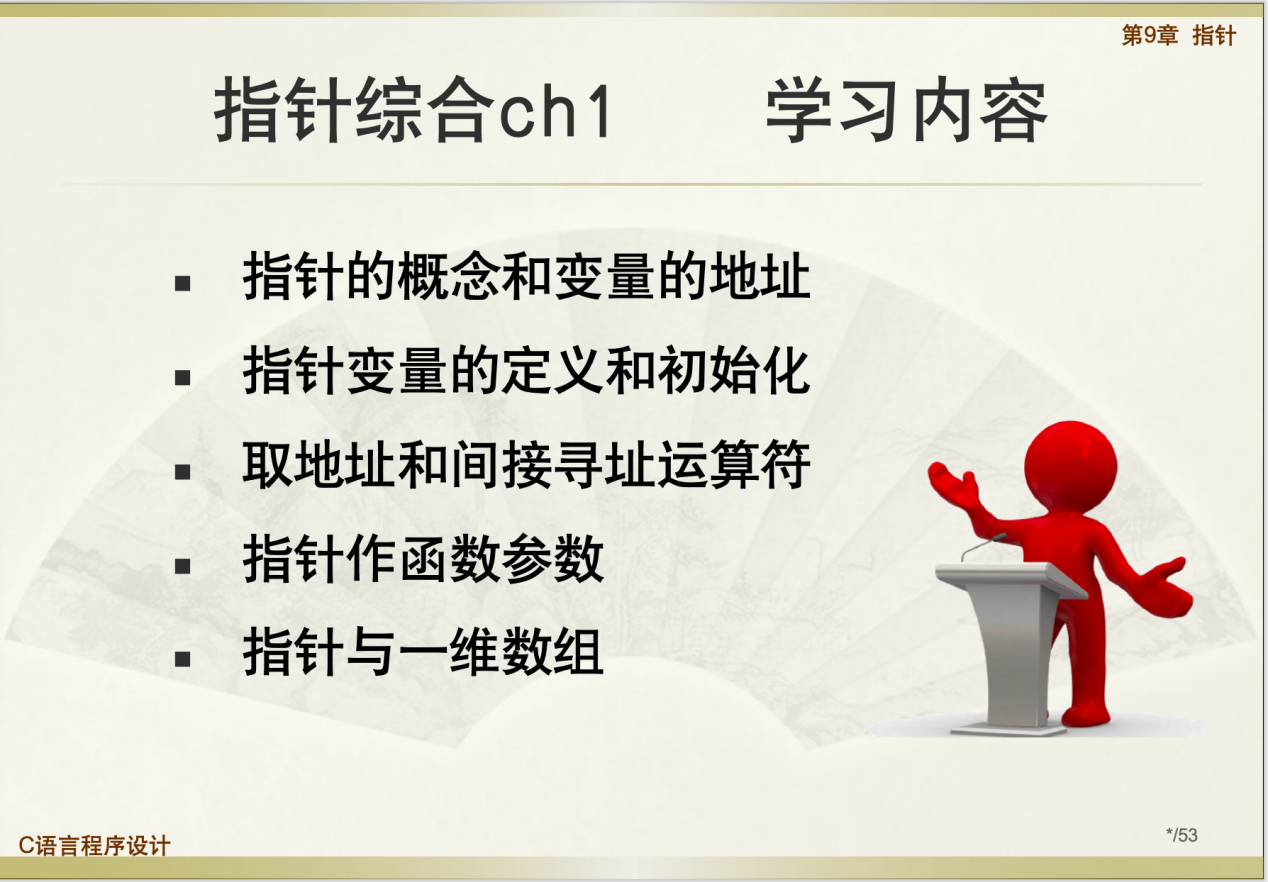 第9章 指针
指针综合ch1 学习内容
▪ 指针的概念和变量的地址
▪ 指针变量的定义和初始化
▪ 取地址和间接寻址运算符
▪ 指针作函数参数
▪ 指针与一维数组
*/53
C语言程序设计